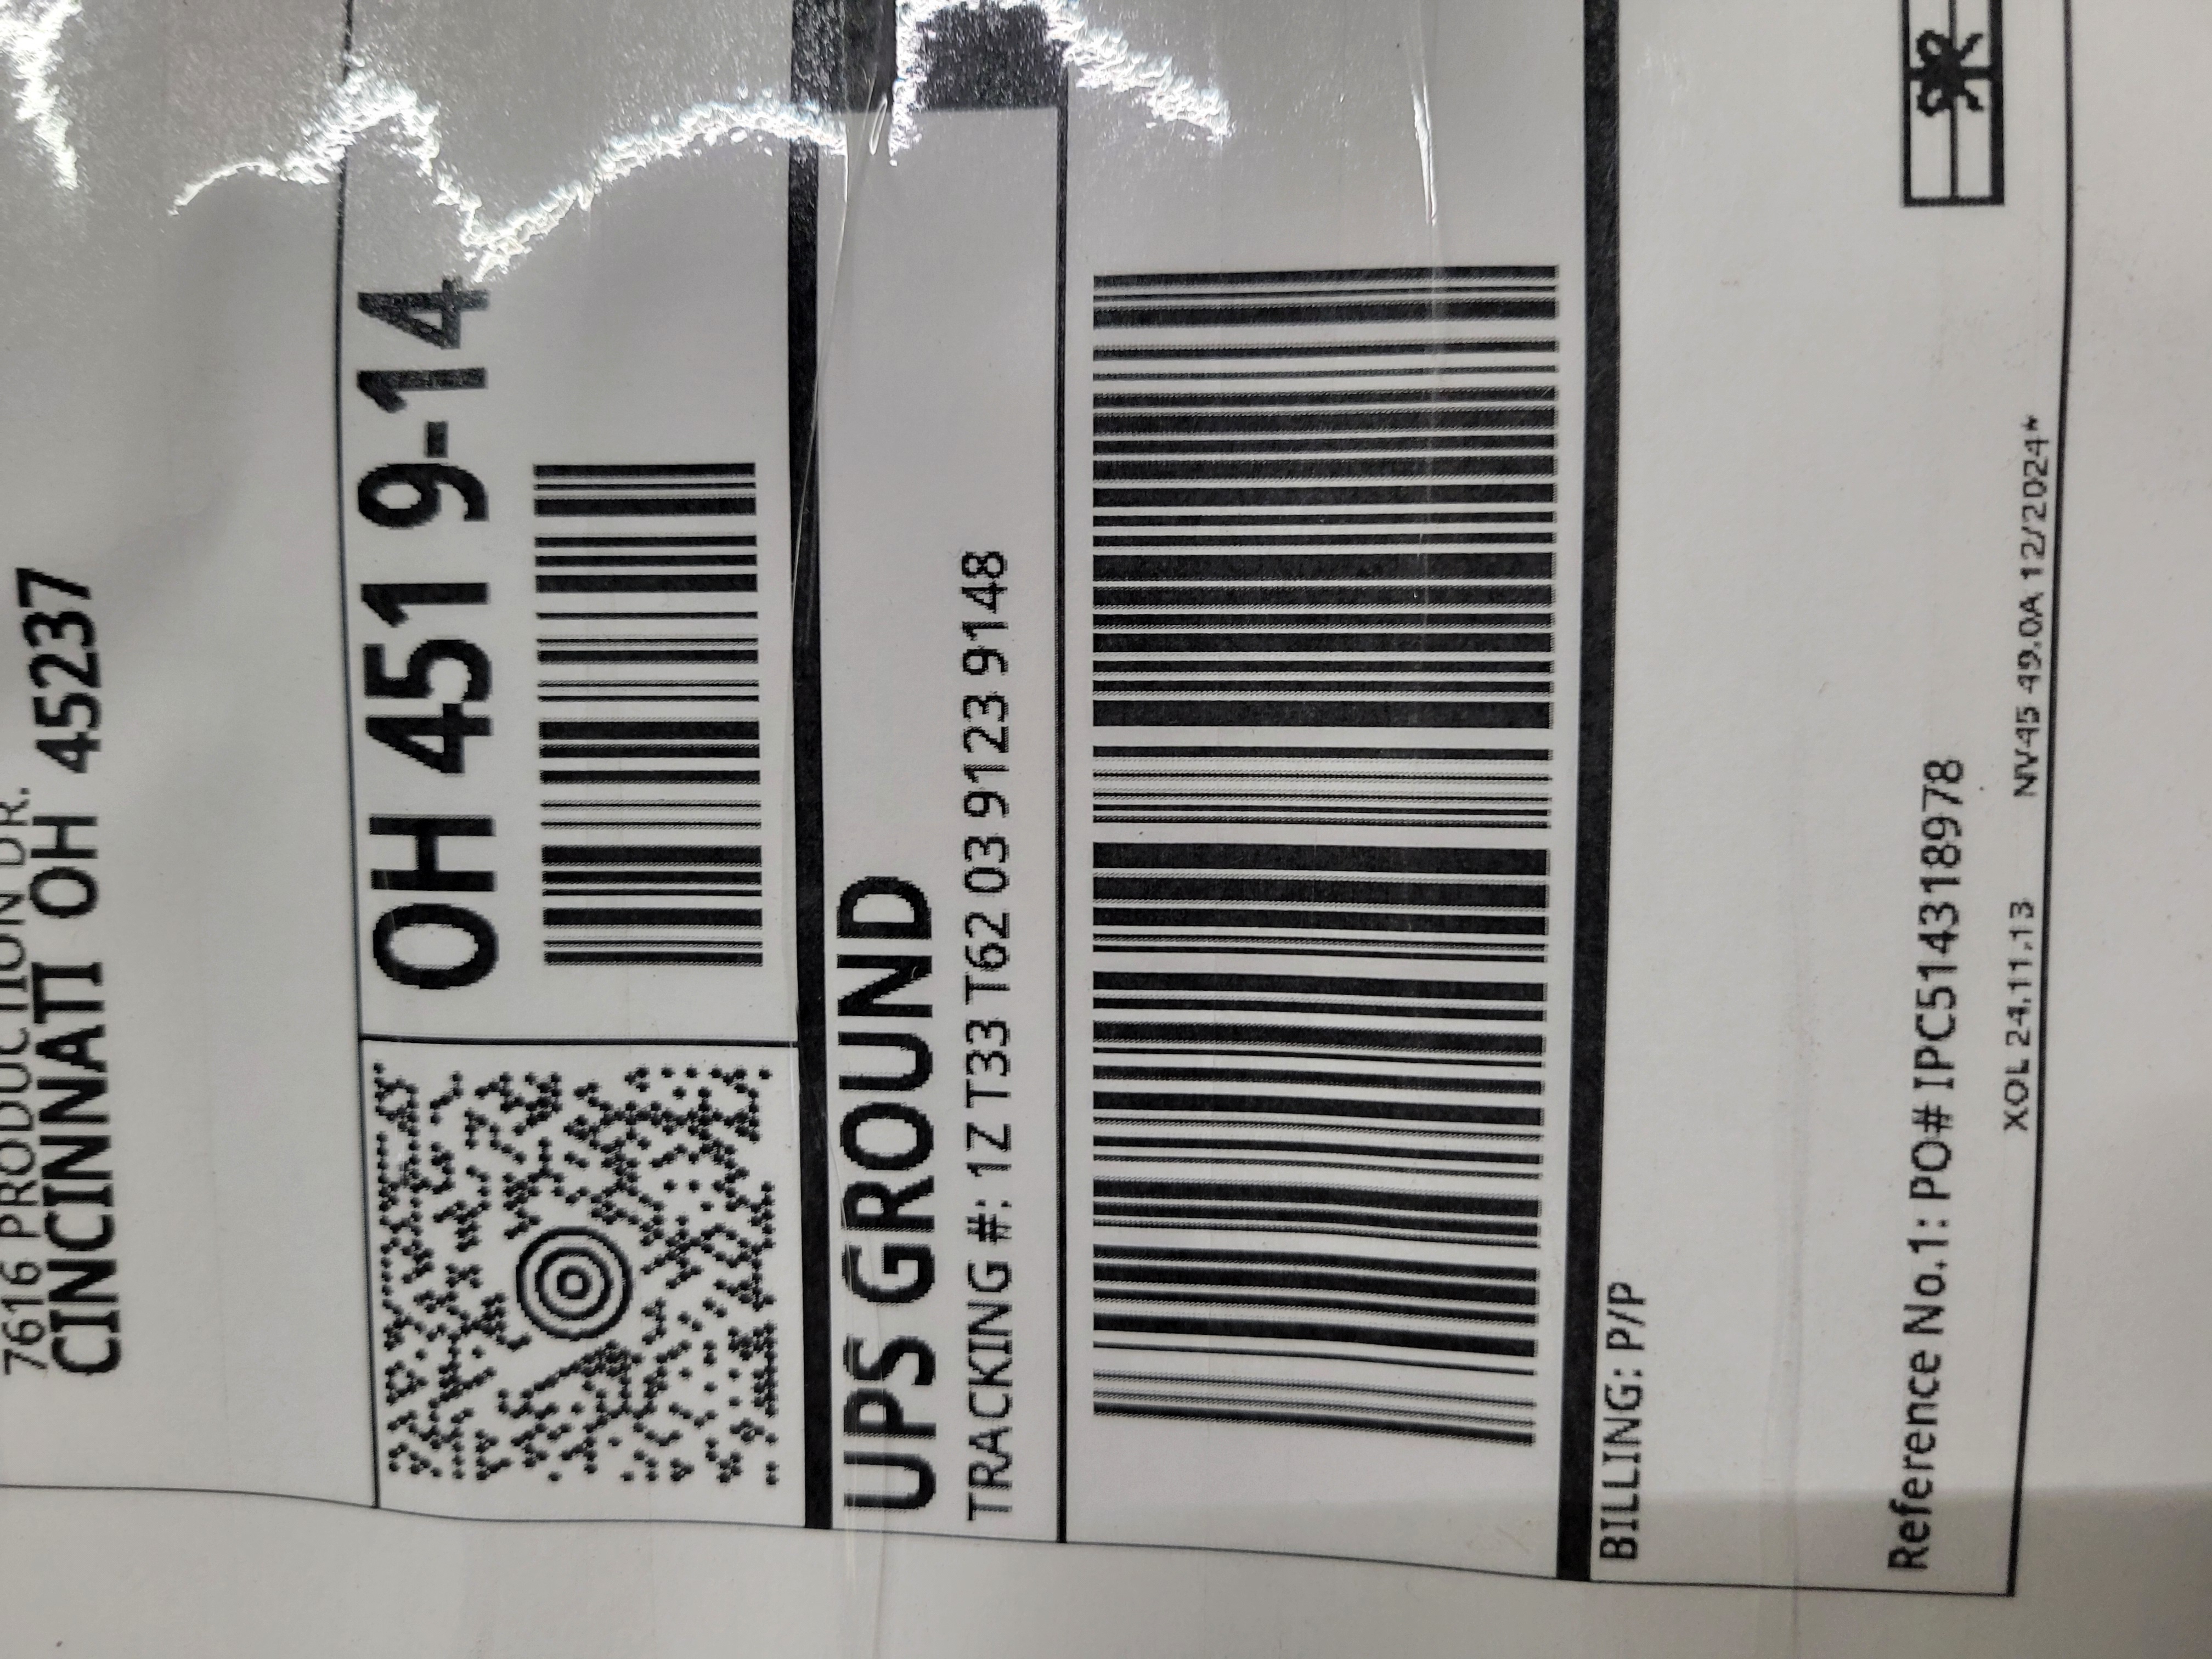 7616 PRODUCTION DR.
CINCINNATI OH 45237
OH 451 9-14
UPS GROUND
TRACKING #: 1Z T33 T62 03 9123 9148
BILLING: P/P
Reference No.1: PO# IPC514318978
XOL 24.11.13 NV45 49.0A 12/2024*